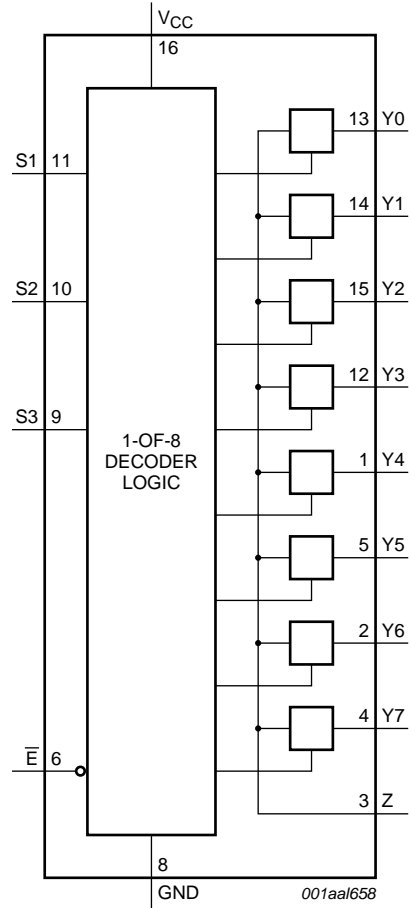 VCC
16
13 Y0
S1 11
14 Y1
S2 10
15 Y2
12 Y3
S3 9
1-OF-8
DECODER
LOGIC
1 Y4
5 Y5
2 Y6
4 Y7
E̅ 6
3 Z
8
GND
001aal658